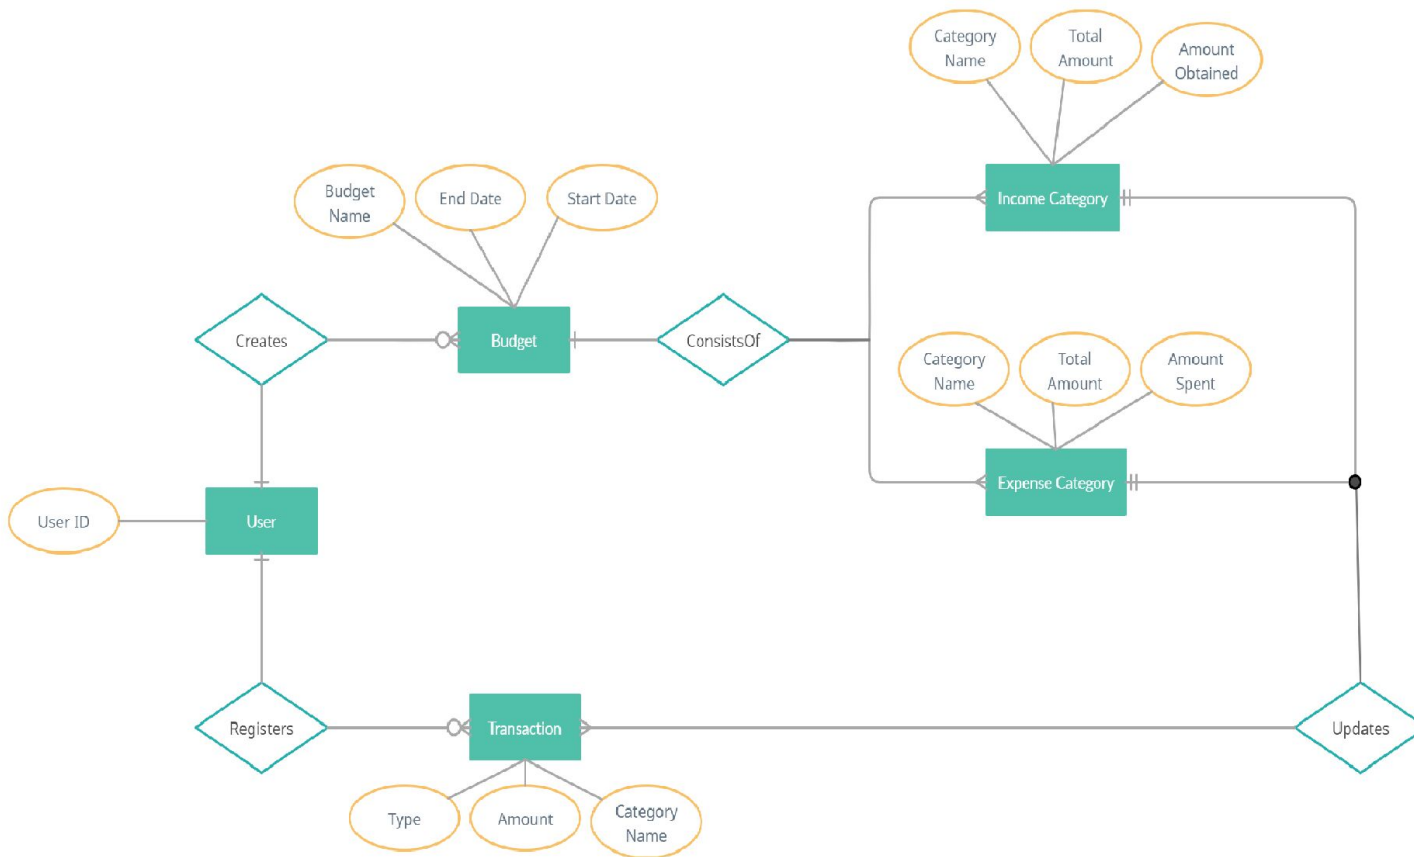 Category
Name
Total
Amount
Amount
Obtained
Budget
Name
End Date
Start Date
Income Category
Creates
Budget
ConsistsOf
Category
Name
Total
Amount
Amount
Spent
Expense Category
User ID
User
Registers
Transaction
Updates
Type
Amount
Category
Name